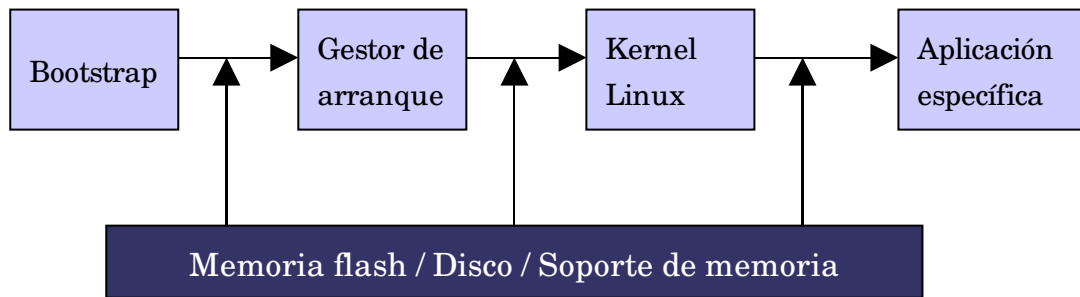 Bootstrap
Gestor de
arranque
Kernel
Linux
Aplicación
específica
Memoria flash / Disco / Soporte de memoria